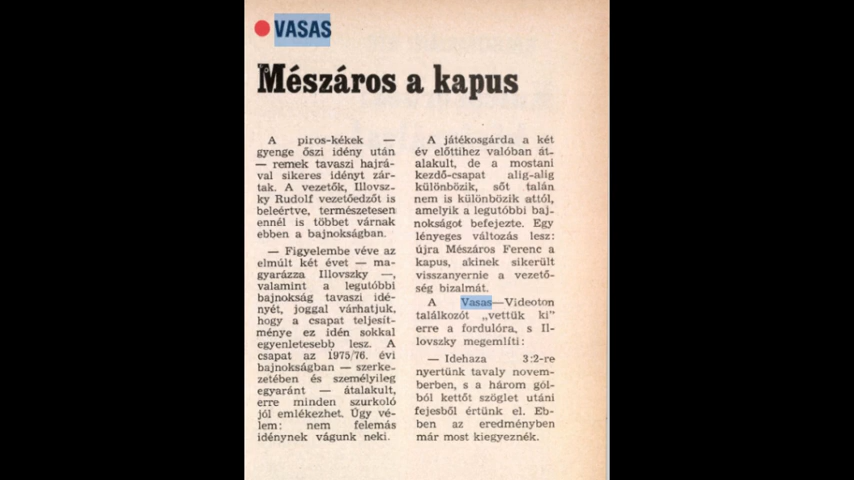 VASAS
Mészáros a kapus
A piros-kékek —
gyenge őszi idény után
— remek tavaszi hajrá-
val sikeres idényt zár-
tak. A vezetők, Illovsz-
ky Rudolf vezetőedzőt is
beleértve, természetesen
ennél is többet várnak
ebben a bajnokságban.
— Figyelembe véve az
elmúlt két évet — ma-
gyarázza Illovszky —,
valamint a legutóbbi
bajnokság tavaszi idé-
nyét, joggal várhatjuk,
hogy a csapat teljesít-
ménye ez idén sokkal
egyenletesebb lesz. A
csapat az 1975/76. évi
bajnokságban — szerke-
zetében és személyileg
egyaránt — átalakult,
erre minden szurkoló
jól emlékezhet. Úgy vé-
lem: nem felemás
idénynek vágunk neki.
A játékosgárda a két
év előttihez valóban át-
alakult, de a mostani
kezdő-csapat alig-alig
különbözik, sőt talán
nem is különbözik attól,
amelyik a legutóbbi baj-
nokságot befejezte. Egy
lényeges változás lesz:
újra Mészáros Ferenc a
kapus, akinek sikerült
visszanyernie a vezető-
ség bizalmát.
A Vasas—Videoton
találkozót „vettük ki”
erre a fordulóra, s Il-
lovszky megemlíti:
— Idehaza 3:2-re
nyertünk tavaly novem-
berben, s a három gól-
ból kettőt szöglet utáni
fejesből értünk el. Eb-
ben az eredményben
már most kiegyeznék.